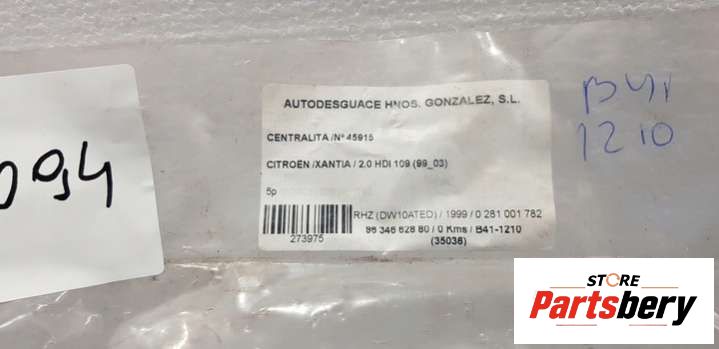 AUTODESGUACE HNOS. GONZALEZ, S.L.
CENTRALITA /Nº 45915
CITROEN /XANTIA / 2.0 HDI 109 (99_03)
5p
RHZ (DW10ATED) / 1999 / 0 281 001 782
96 346 628 80 / 0 Kms / B41-1210
273975
(35036)
B41
1210
094
STORE
Partsbery